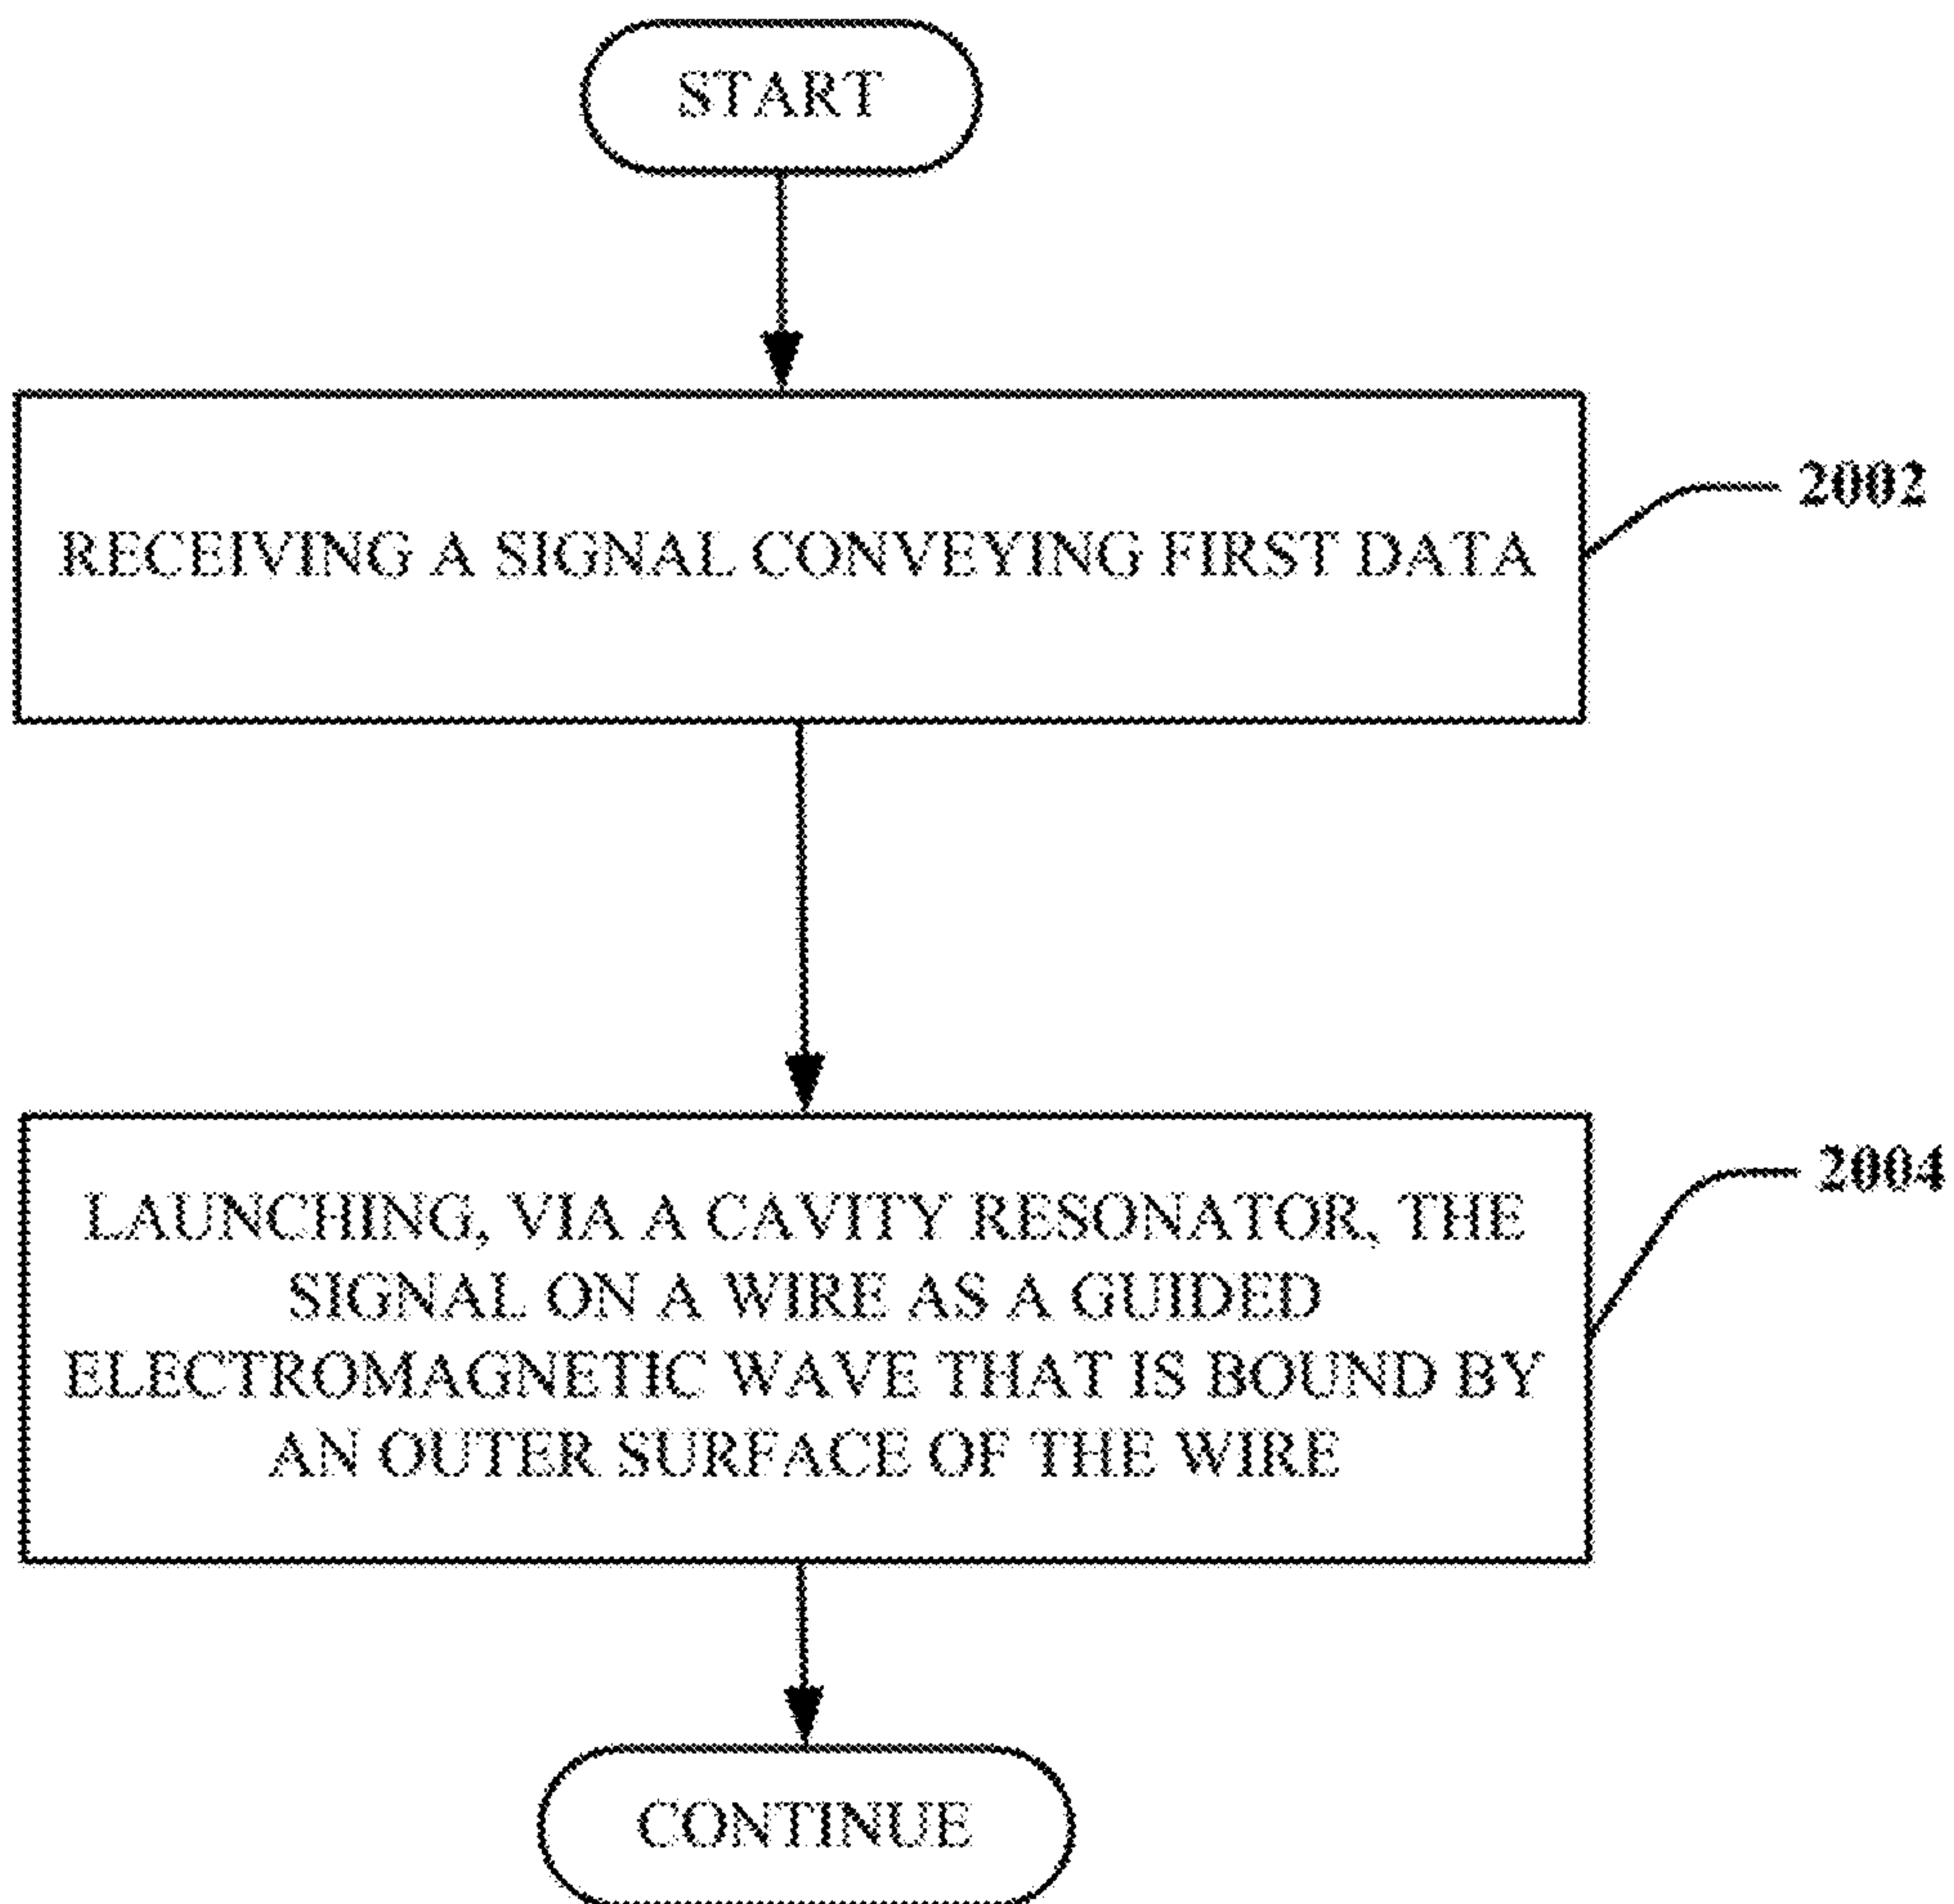 START
RECEIVING A SIGNAL CONVEYING FIRST DATA
2002
LAUNCHING, VIA A CAVITY RESONATOR, THE
SIGNAL ON A WIRE AS A GUIDED
ELECTROMAGNETIC WAVE THAT IS BOUND BY
AN OUTER SURFACE OF THE WIRE
2004
CONTINUE